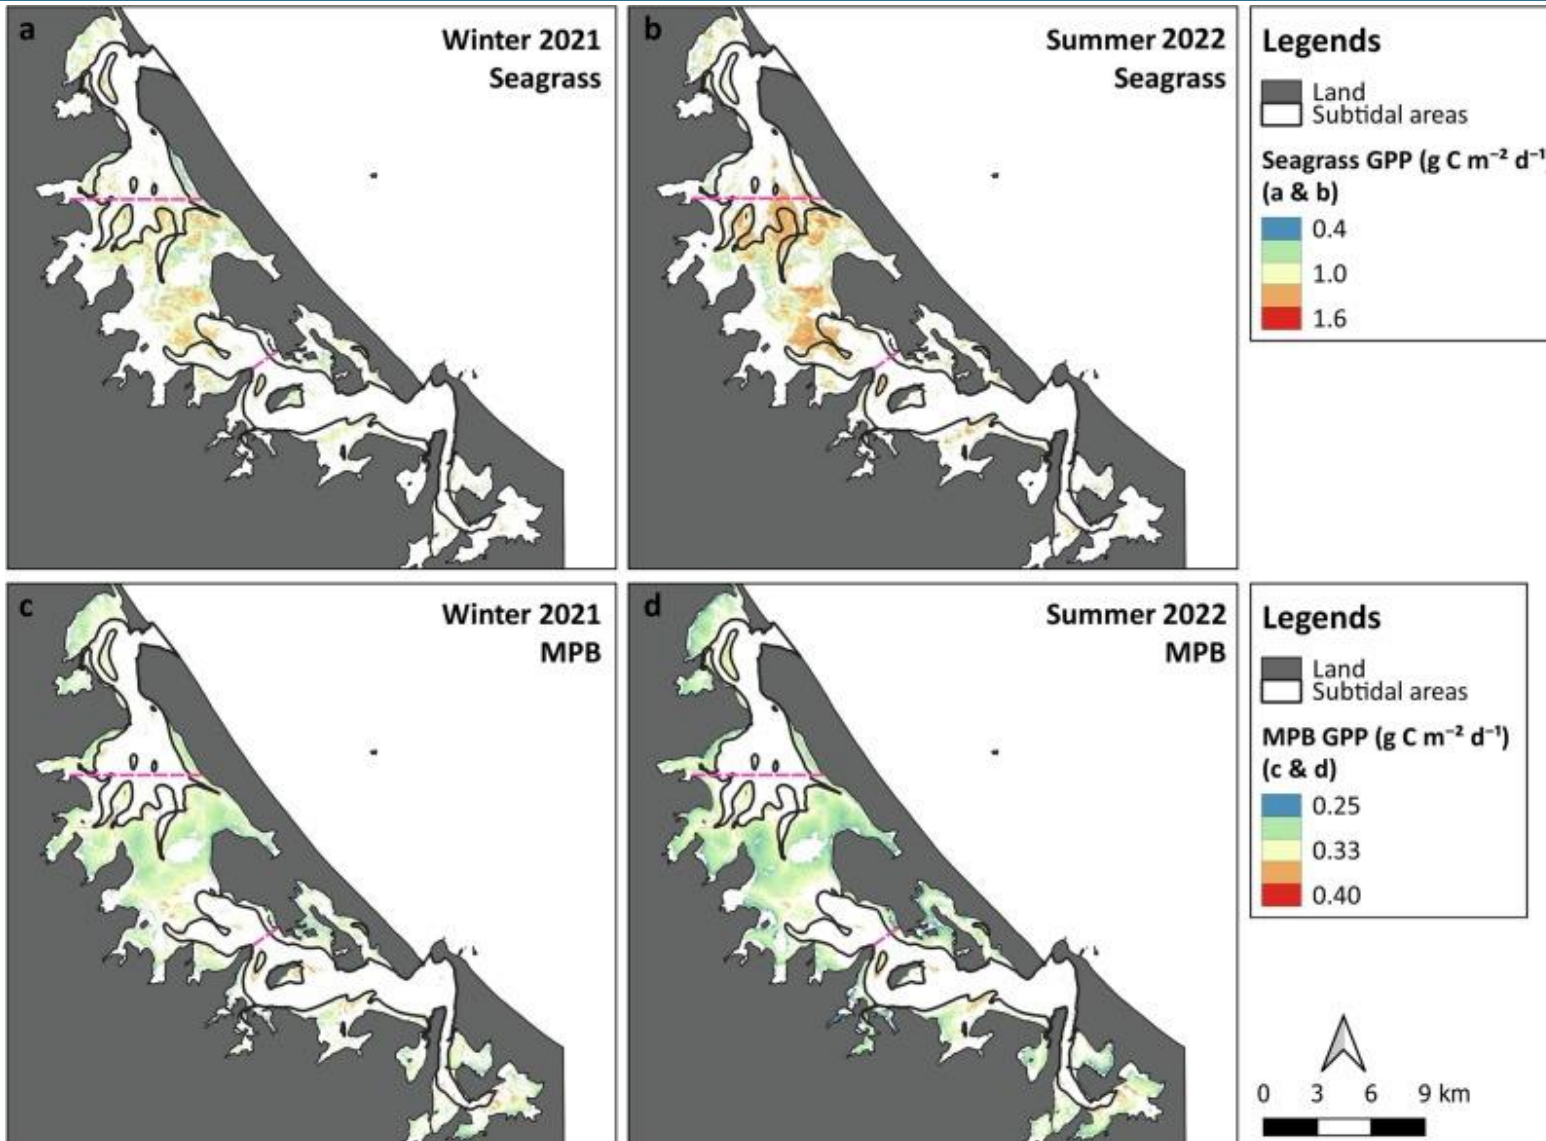 a
Winter 2021
Seagrass
b
Summer 2022
Seagrass
Legends
Land
Subtidal areas
Seagrass GPP (g C m⁻² d⁻¹
(a & b)
0.4
1.0
1.6
c
Winter 2021
MPB
d
Summer 2022
MPB
Legends
Land
Subtidal areas
MPB GPP (g C m⁻² d⁻¹)
(c & d)
0.25
0.33
0.40
0 3 6 9 km